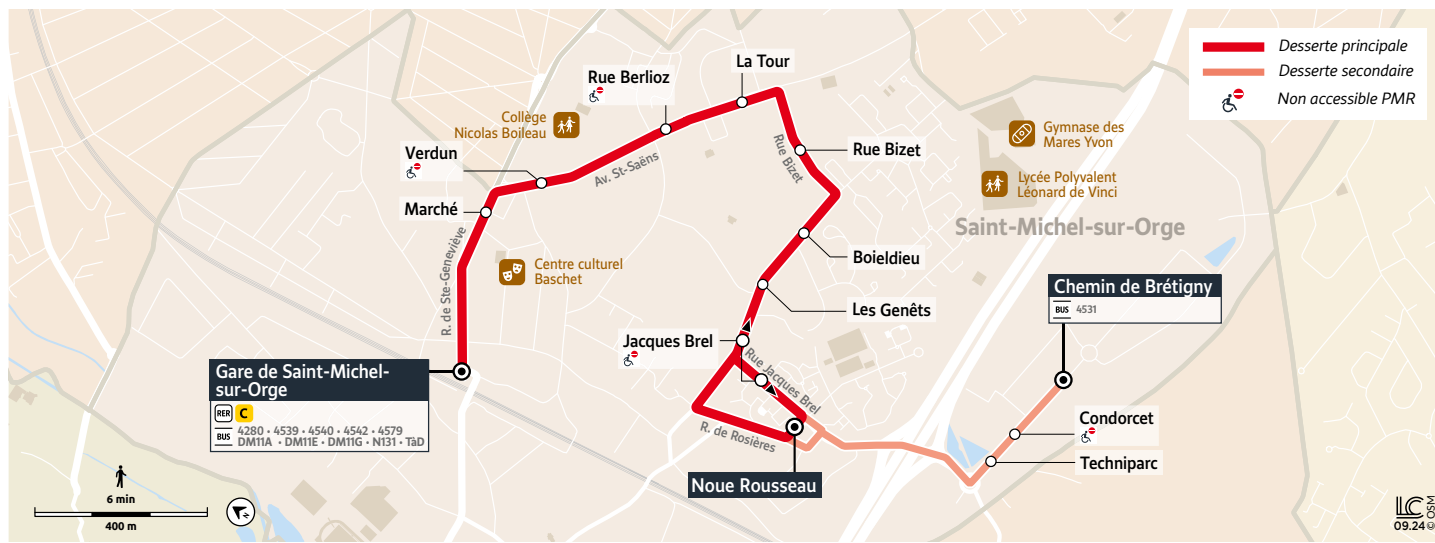 Desserte principale
Desserte secondaire
Non accessible PMR
La Tour
Rue Berlioz
Collège
Nicolas Boileau
Gymnase des
Mares Yvon
Verdun
Av. St-Saëns
Rue Bizet
Rue Bizet
Lycée Polyvalent
Léonard de Vinci
Marché
Saint-Michel-sur-Orge
R. de Ste-Geneviève
Centre culturel
Baschet
Boieldieu
Chemin de Brétigny
BUS 4531
Les Genêts
Jacques Brel
Rue Jacques Brel
Gare de Saint-Michel-
sur-Orge
RER C
BUS 4280 • 4539 • 4540 • 4542 • 4579
DM11A • DM11E • DM11G • N131 • TàD
R. de Rosières
Condorcet
Techniparc
Noue Rousseau
6 min
400 m
LC
09.24 © OSM